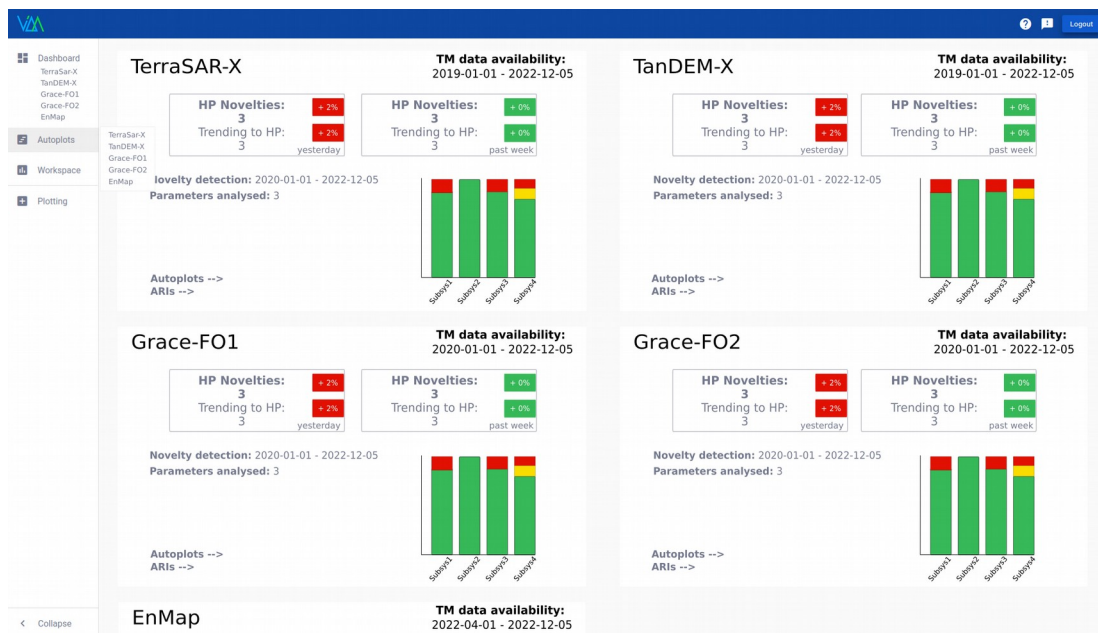 VMA
Logout
Dashboard
TerraSar-X
TanDEM-X
Grace-FO1
Grace-FO2
EnMap
Autoplots
TerraSar-X
TanDEM-X
Grace-FO1
Grace-FO2
EnMap
Workspace
Plotting
Collapse
TerraSAR-X
TM data availability:
2019-01-01 - 2022-12-05
HP Novelties:
3
+ 2%
Trending to HP:
3
+ 2%
yesterday
HP Novelties:
3
+ 0%
Trending to HP:
3
+ 0%
past week
Novelty detection: 2020-01-01 - 2022-12-05
Parameters analysed: 3
Autoplots -->
ARIs -->
Subsys1 Subsys2 Subsys3 Subsys4
TanDEM-X
TM data availability:
2019-01-01 - 2022-12-05
HP Novelties:
3
+ 2%
Trending to HP:
3
+ 2%
yesterday
HP Novelties:
3
+ 0%
Trending to HP:
3
+ 0%
past week
Novelty detection: 2020-01-01 - 2022-12-05
Parameters analysed: 3
Autoplots -->
ARIs -->
Subsys1 Subsys2 Subsys3 Subsys4
Grace-FO1
TM data availability:
2020-01-01 - 2022-12-05
HP Novelties:
3
+ 2%
Trending to HP:
3
+ 2%
yesterday
HP Novelties:
3
+ 0%
Trending to HP:
3
+ 0%
past week
Novelty detection: 2020-01-01 - 2022-12-05
Parameters analysed: 3
Autoplots -->
ARIs -->
Subsys1 Subsys2 Subsys3 Subsys4
Grace-FO2
TM data availability:
2020-01-01 - 2022-12-05
HP Novelties:
3
+ 2%
Trending to HP:
3
+ 2%
yesterday
HP Novelties:
3
+ 0%
Trending to HP:
3
+ 0%
past week
Novelty detection: 2020-01-01 - 2022-12-05
Parameters analysed: 3
Autoplots -->
ARIs -->
Subsys1 Subsys2 Subsys3 Subsys4
EnMap
TM data availability:
2022-04-01 - 2022-12-05